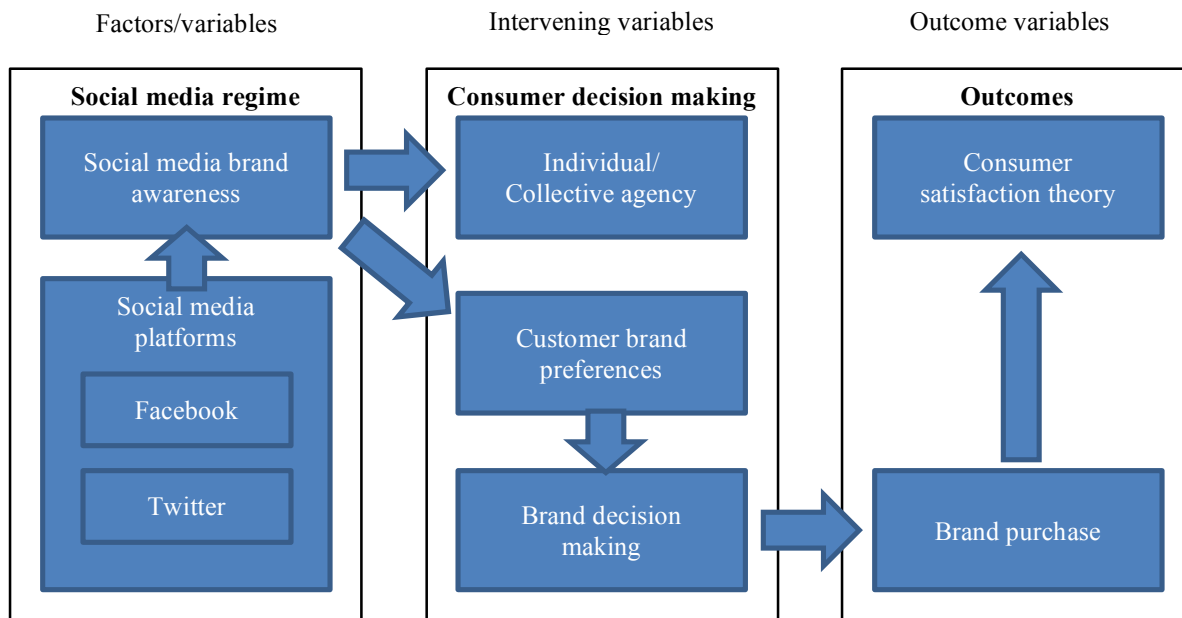 Factors/variables
Intervening variables
Outcome variables
Social media regime
Social media brand
awareness
Social media
platforms
Facebook
Twitter
Consumer decision making
Individual/
Collective agency
Customer brand
preferences
Brand decision
making
Outcomes
Consumer
satisfaction theory
Brand purchase